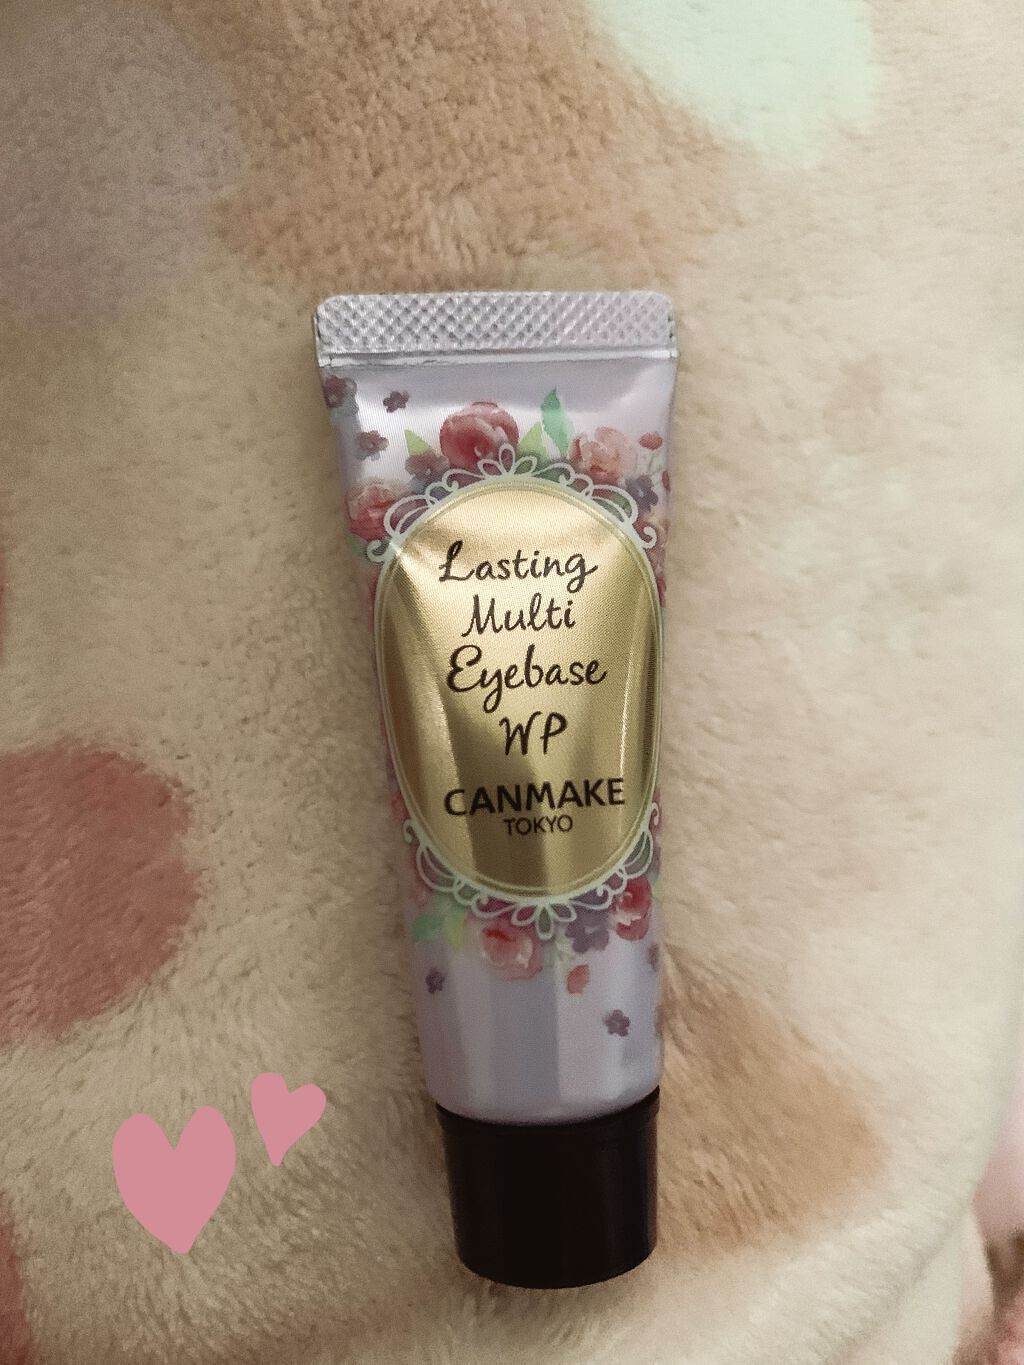 Lasting
Multi
Eyebase
WP
CANMAKE
TOKYO